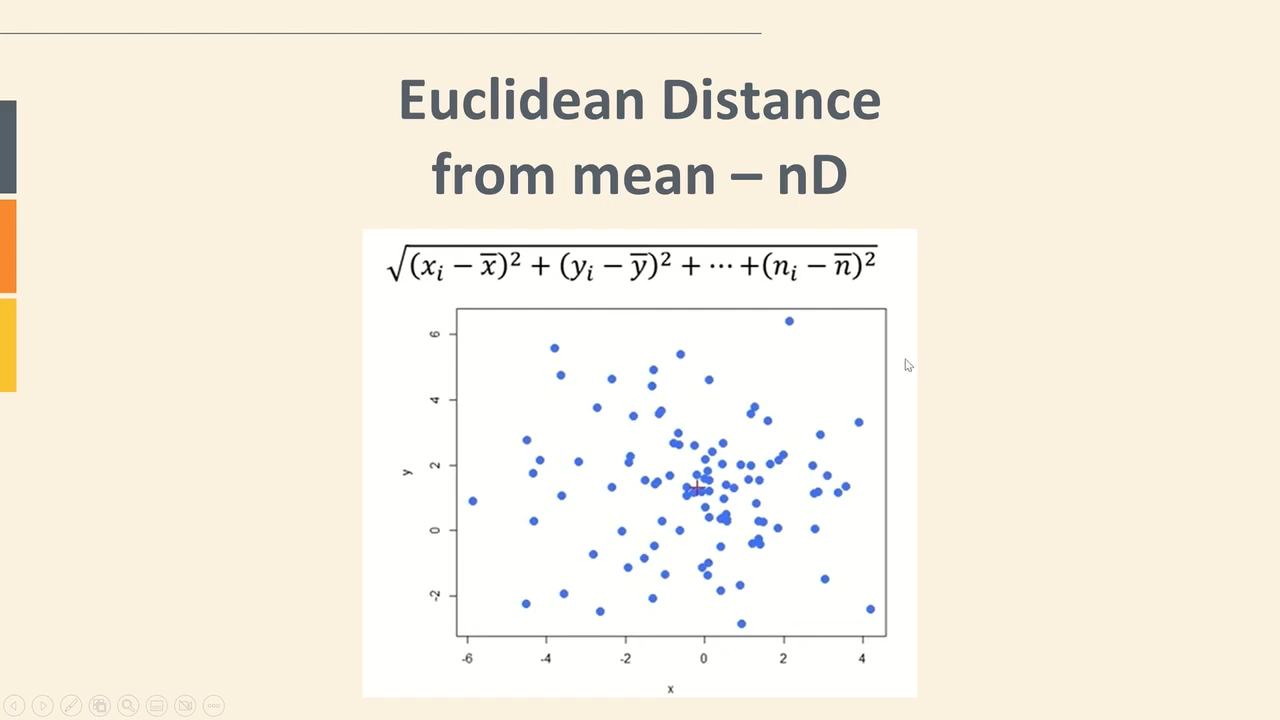 Euclidean Distance
from mean – nD
√(xᵢ − x̅)² + (yᵢ − y̅)² + ⋯ +(nᵢ − n̅)²
6
4
2
0
-2
y
-6 -4 -2 0 2 4
x